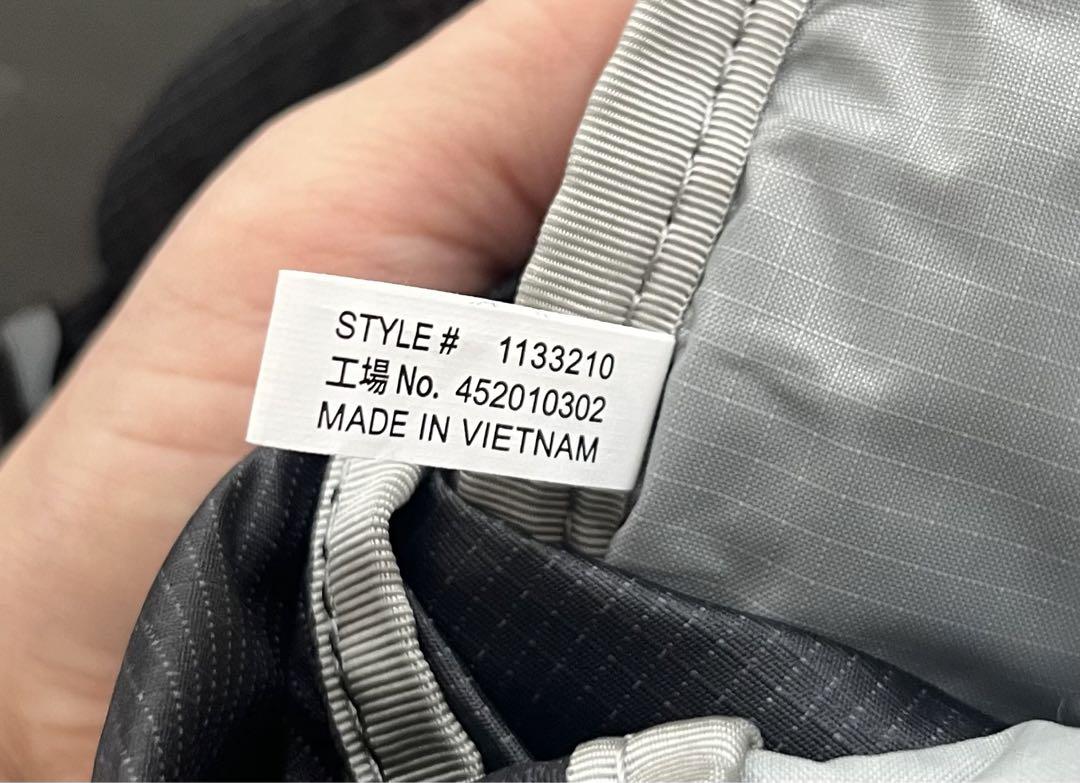 STYLE # 1133210
工場 No. 452010302
MADE IN VIETNAM